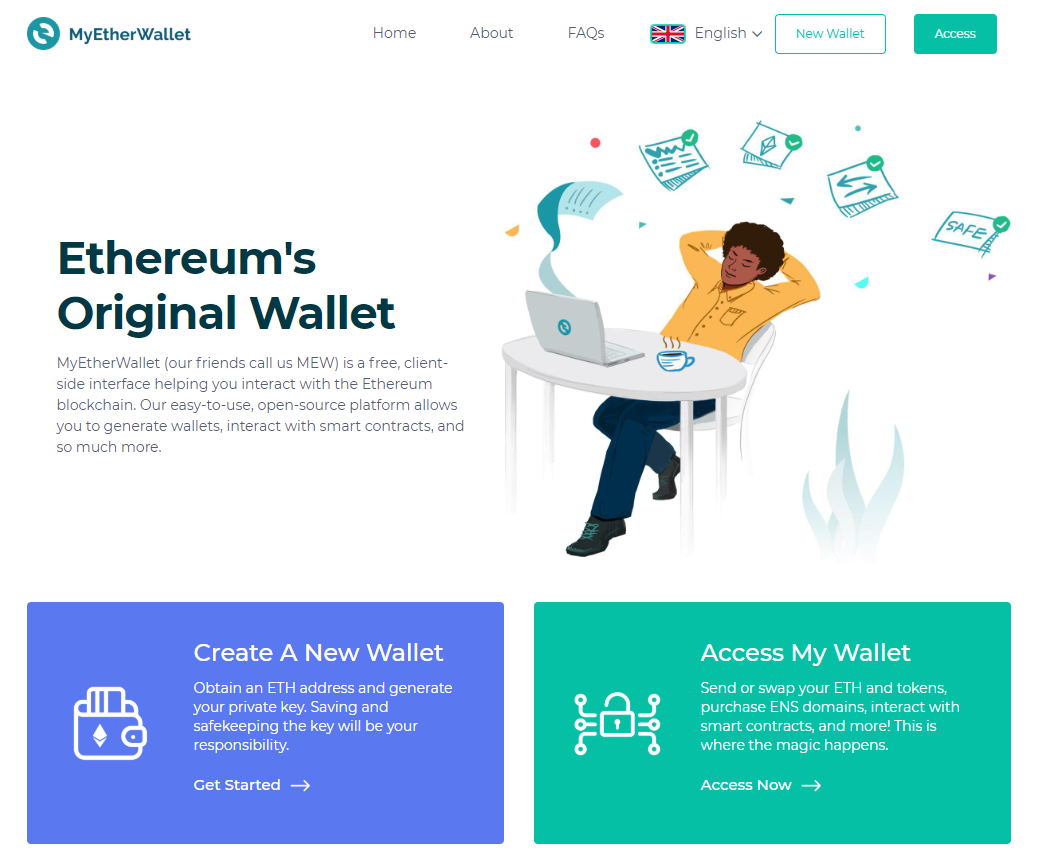 MyEtherWallet
Home
About
FAQs
English
New Wallet
Access
SAFE
Ethereum's
Original Wallet
MyEtherWallet (our friends call us MEW) is a free, client-
side interface helping you interact with the Ethereum
blockchain. Our easy-to-use, open-source platform allows
you to generate wallets, interact with smart contracts, and
so much more.
Create A New Wallet
Obtain an ETH address and generate
your private key. Saving and
safekeeping the key will be your
responsibility.
Get Started
Access My Wallet
Send or swap your ETH and tokens,
purchase ENS domains, interact with
smart contracts, and more! This is
where the magic happens.
Access Now